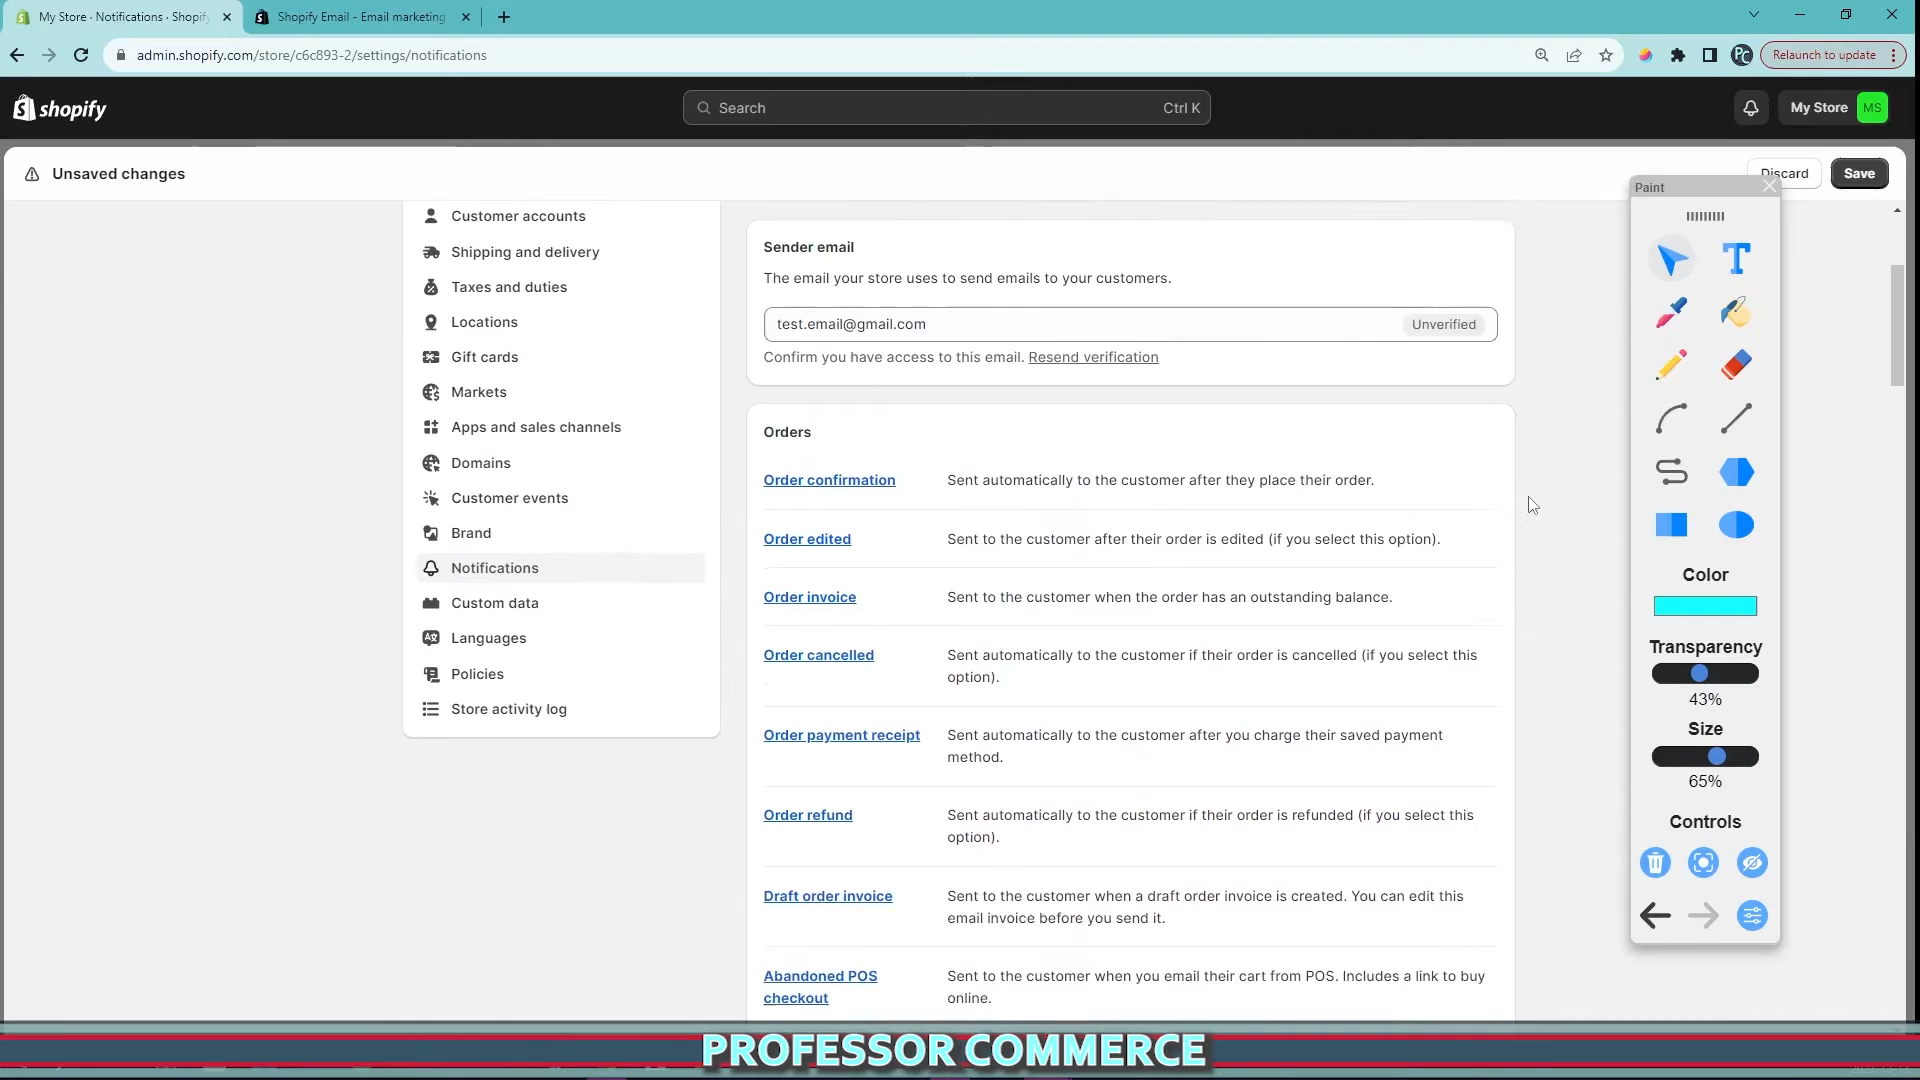 My Store · Notifications · Shopify
Shopify Email - Email marketing
admin.shopify.com/store/c6c893-2/settings/notifications
Relaunch to update
shopify
Search
Ctrl K
My Store
MS
Unsaved changes
Discard
Save
Customer accounts
Shipping and delivery
Taxes and duties
Locations
Gift cards
Markets
Apps and sales channels
Domains
Customer events
Brand
Notifications
Custom data
Languages
Policies
Store activity log
Sender email
The email your store uses to send emails to your customers.
test.email@gmail.com
Unverified
Confirm you have access to this email. Resend verification
Orders
Order confirmation
Sent automatically to the customer after they place their order.
Order edited
Sent to the customer after their order is edited (if you select this option).
Order invoice
Sent to the customer when the order has an outstanding balance.
Order cancelled
Sent automatically to the customer if their order is cancelled (if you select this
option).
Order payment receipt
Sent automatically to the customer after you charge their saved payment
method.
Order refund
Sent automatically to the customer if their order is refunded (if you select this
option).
Draft order invoice
Sent to the customer when a draft order invoice is created. You can edit this
email invoice before you send it.
Abandoned POS
checkout
Sent to the customer when you email their cart from POS. Includes a link to buy
online.
Paint
T
Color
Transparency
43%
Size
65%
Controls
PROFESSOR COMMERCE